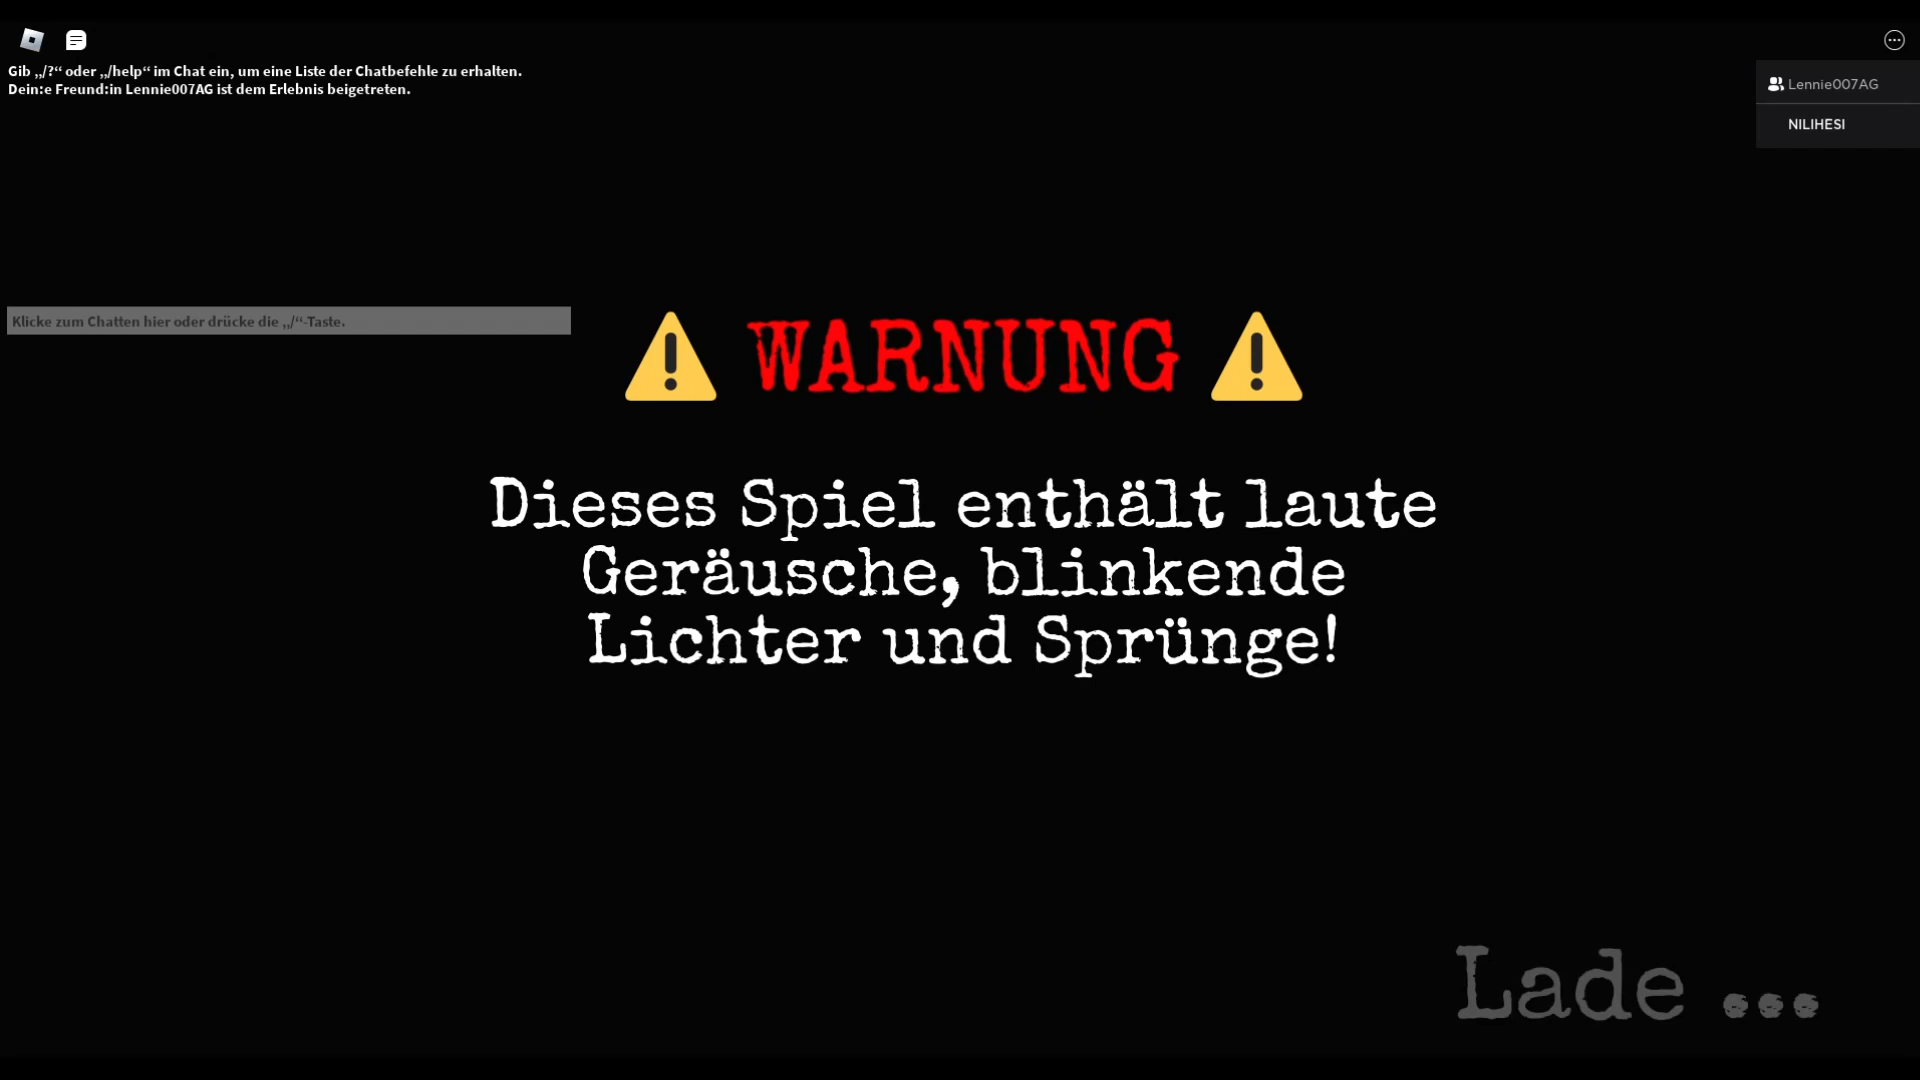 Gib „/?“ oder „/help“ im Chat ein, um eine Liste der Chatbefehle zu erhalten.
Dein:e Freund:in Lennie007AG ist dem Erlebnis beigetreten.
Lennie007AG
NILIHESI
Klicke zum Chatten hier oder drücke die „/“-Taste.
⚠ WARNUNG ⚠
Dieses Spiel enthält laute
Geräusche, blinkende
Lichter und Sprünge!
Lade ...